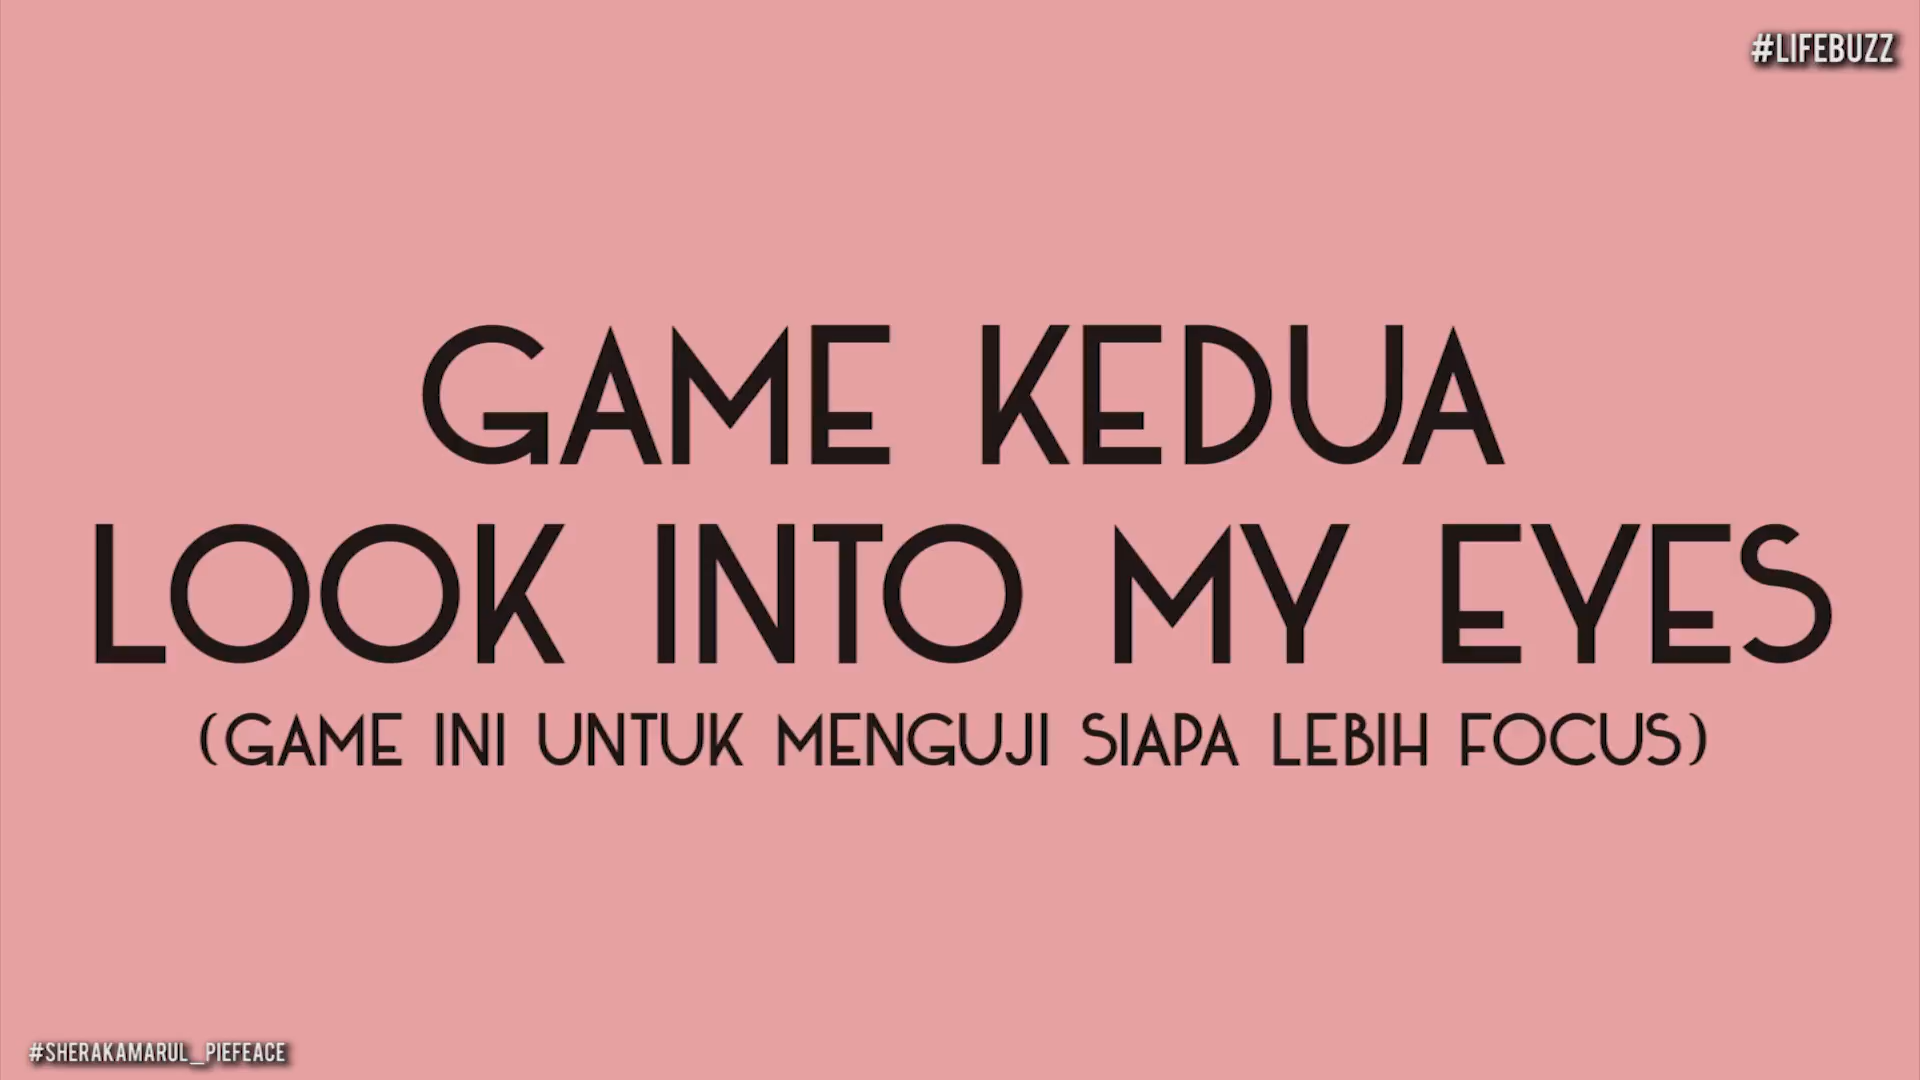 #LIFEBUZZ
GAME KEDUA
LOOK INTO MY EYES
(GAME INI UNTUK MENGUJI SIAPA LEBIH FOCUS)
#SHERAKAMARUL_PIEFEACE